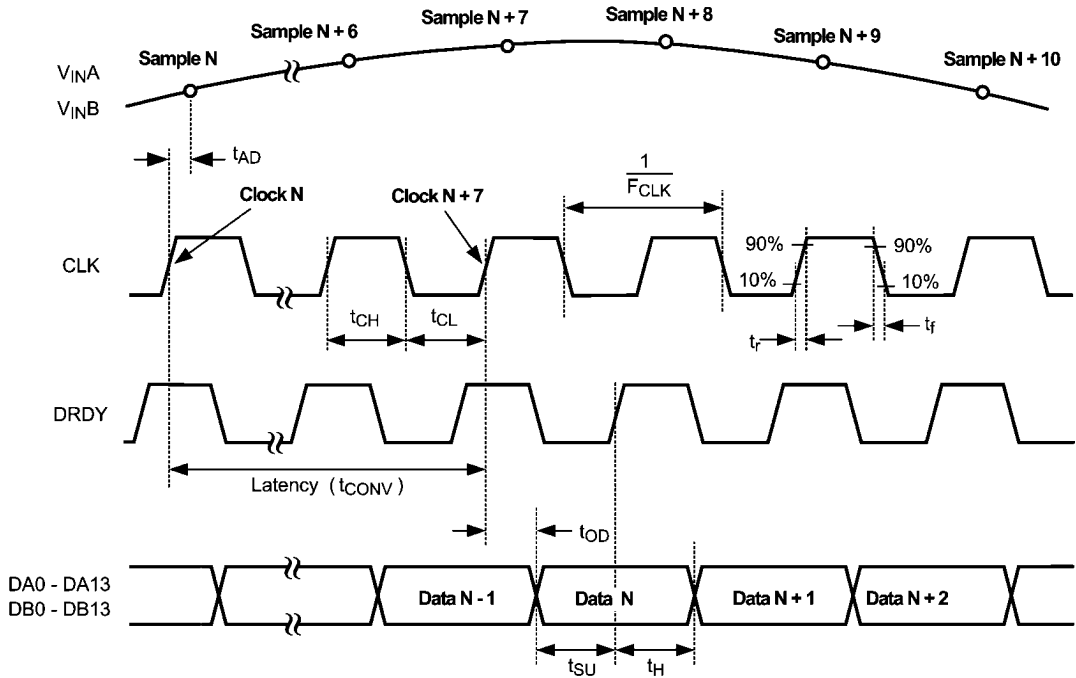 Sample N
Sample N + 6
Sample N + 7
Sample N + 8
Sample N + 9
Sample N + 10
VINA
VINB
tAD
Clock N
Clock N + 7
1
FCLK
CLK
90%
10%
90%
10%
tCH
tCL
tr
tf
DRDY
Latency (tCONV)
tOD
DA0 - DA13
DB0 - DB13
Data N - 1
Data N
Data N + 1
Data N + 2
tSU
tH